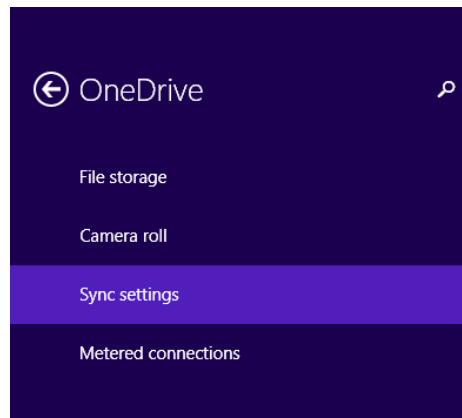 OneDrive
File storage
Camera roll
Sync settings
Metered connections